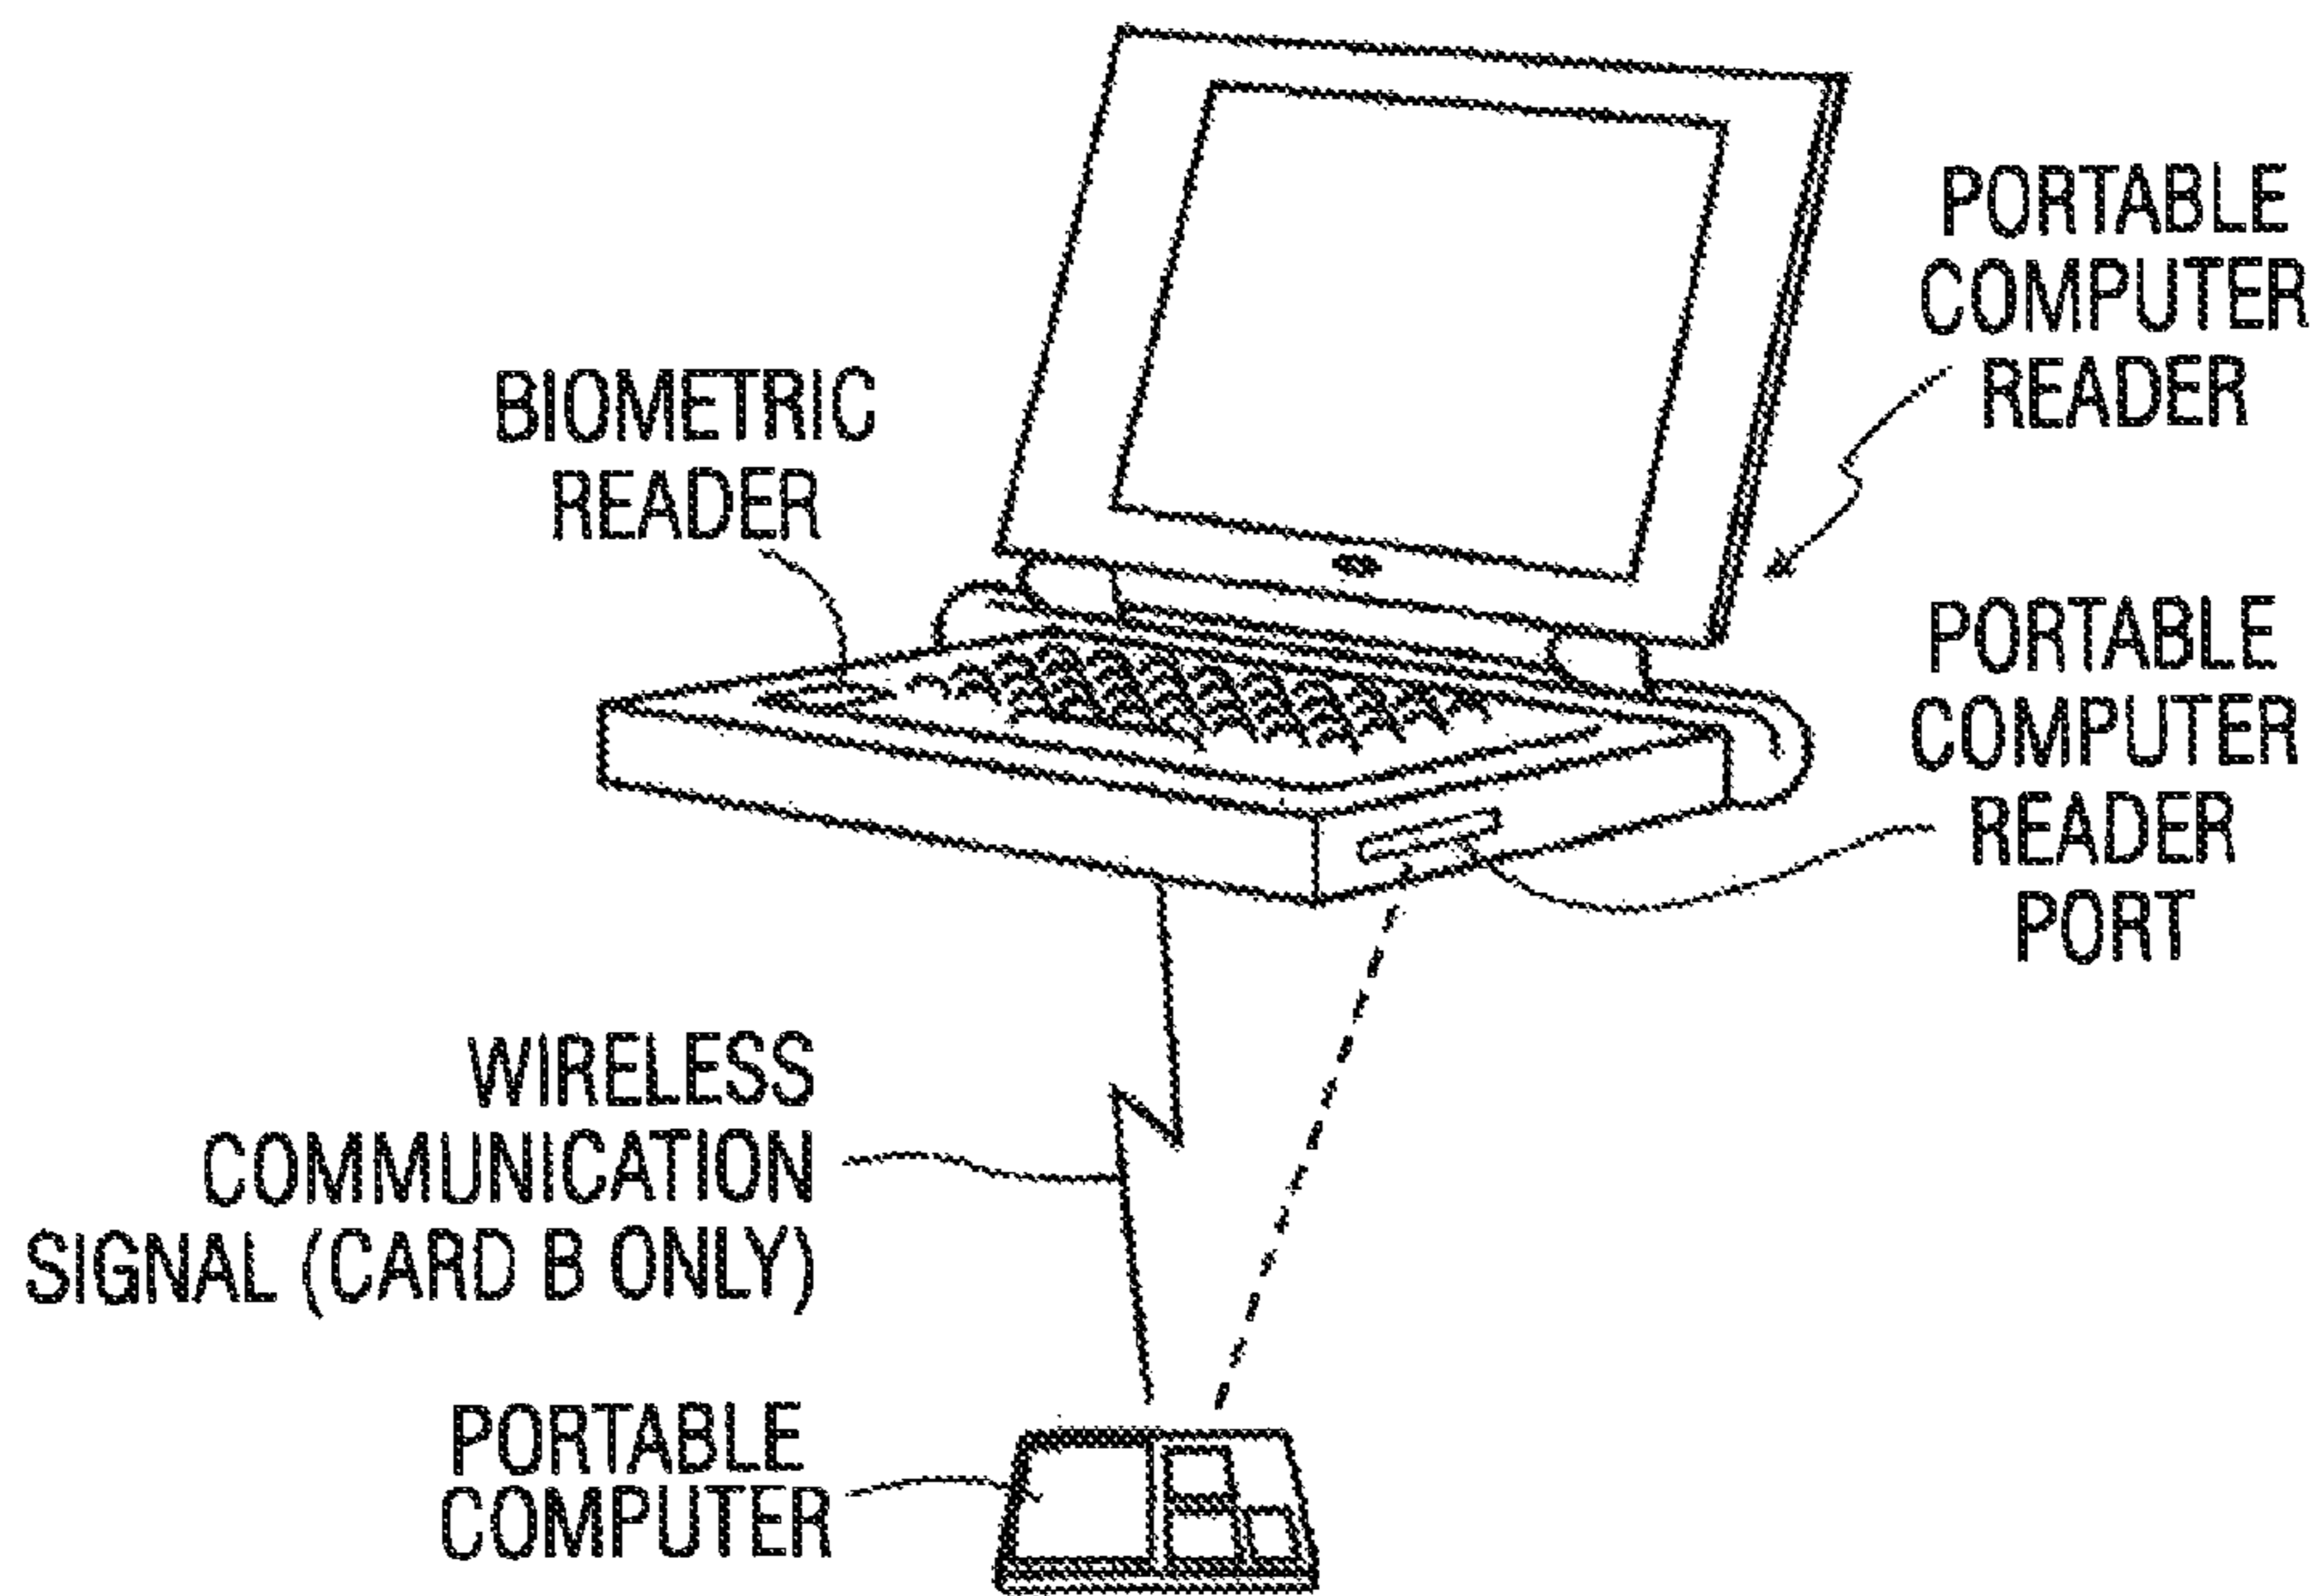 PORTABLE
COMPUTER
READER
BIOMETRIC
READER
PORTABLE
COMPUTER
READER
PORT
WIRELESS
COMMUNICATION
SIGNAL (CARD B ONLY)
PORTABLE
COMPUTER